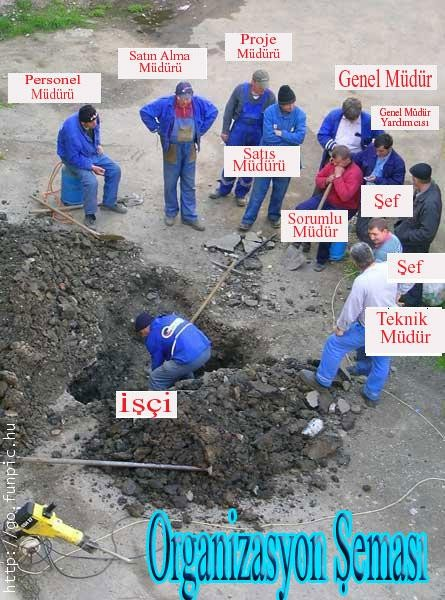 Proje
Müdürü
Satın Alma
Müdürü
Personel
Müdürü
Genel Müdür
Genel Müdür
Yardımcısı
Satış
Müdürü
Şef
Sorumlu
Müdür
Şef
Teknik
Müdür
İŞÇİ
Organizasyon Şeması
http://go.funpic.hu